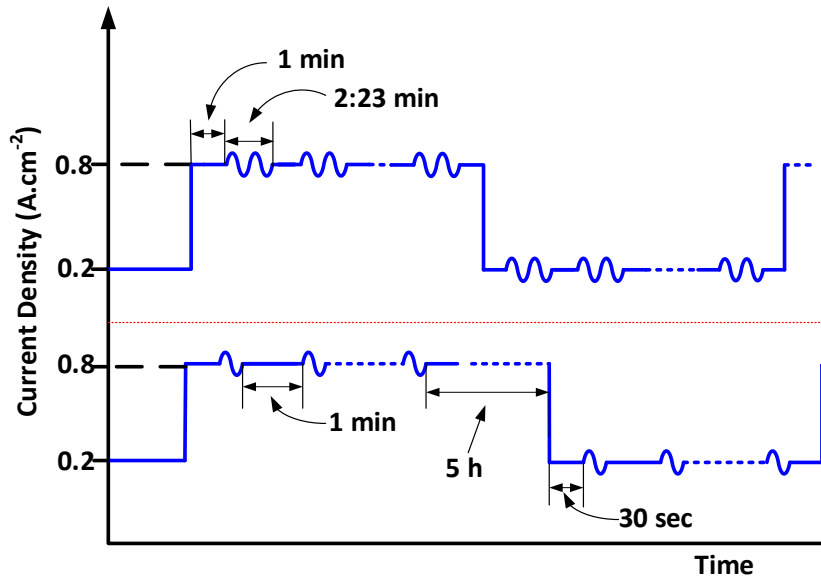 1 min
2:23 min
0.8
0.2
Current Density (A.cm-2)
0.8
1 min
0.2
5 h
30 sec
Time